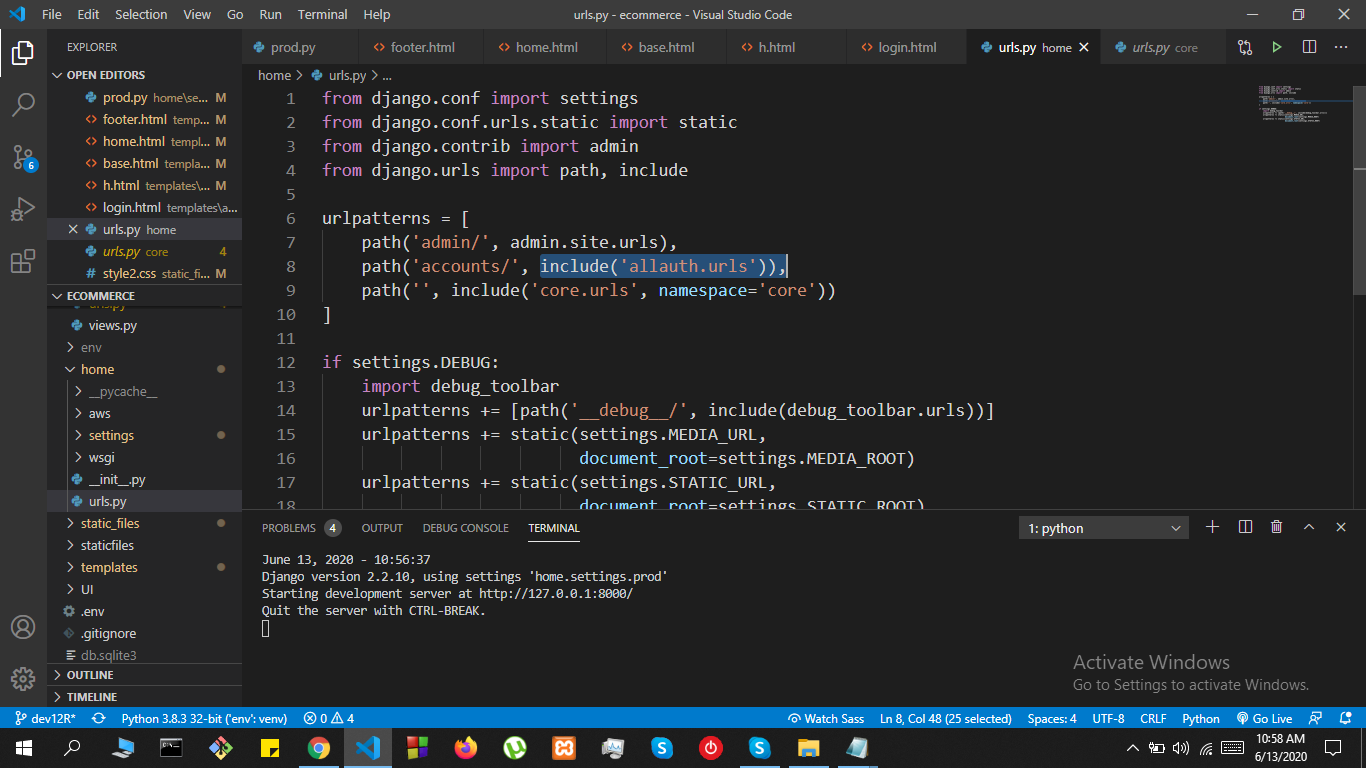 File Edit Selection View Go Run Terminal Help urls.py - ecommerce - Visual Studio Code
EXPLORER
OPEN EDITORS
prod.py home\se... M
footer.html temp... M
home.html templ... M
base.html templa... M
h.html templates\... M
login.html templates\a...
urls.py home
urls.py core 4
style2.css static_fi... M
ECOMMERCE
views.py
env
home
__pycache__
aws
settings
wsgi
__init__.py
urls.py
static_files
staticfiles
templates
UI
.env
.gitignore
db.sqlite3
OUTLINE
TIMELINE
6
prod.py footer.html home.html base.html h.html login.html urls.py home urls.py core
home > urls.py > ...
1 from django.conf import settings
2 from django.conf.urls.static import static
3 from django.contrib import admin
4 from django.urls import path, include
5
6 urlpatterns = [
7 path('admin/', admin.site.urls),
8 path('accounts/', include('allauth.urls')),
9 path('', include('core.urls', namespace='core'))
10 ]
11
12 if settings.DEBUG:
13 import debug_toolbar
14 urlpatterns += [path('__debug__/', include(debug_toolbar.urls))]
15 urlpatterns += static(settings.MEDIA_URL,
16 document_root=settings.MEDIA_ROOT)
17 urlpatterns += static(settings.STATIC_URL,
18 document_root=settings.STATIC_ROOT)
PROBLEMS 4 OUTPUT DEBUG CONSOLE TERMINAL 1: python
June 13, 2020 - 10:56:37
Django version 2.2.10, using settings 'home.settings.prod'
Starting development server at http://127.0.0.1:8000/
Quit the server with CTRL-BREAK.
Activate Windows
Go to Settings to activate Windows.
dev12R* Python 3.8.3 32-bit ('env': venv) 0 4 Watch Sass Ln 8, Col 48 (25 selected) Spaces: 4 UTF-8 CRLF Python Go Live
10:58 AM
6/13/2020